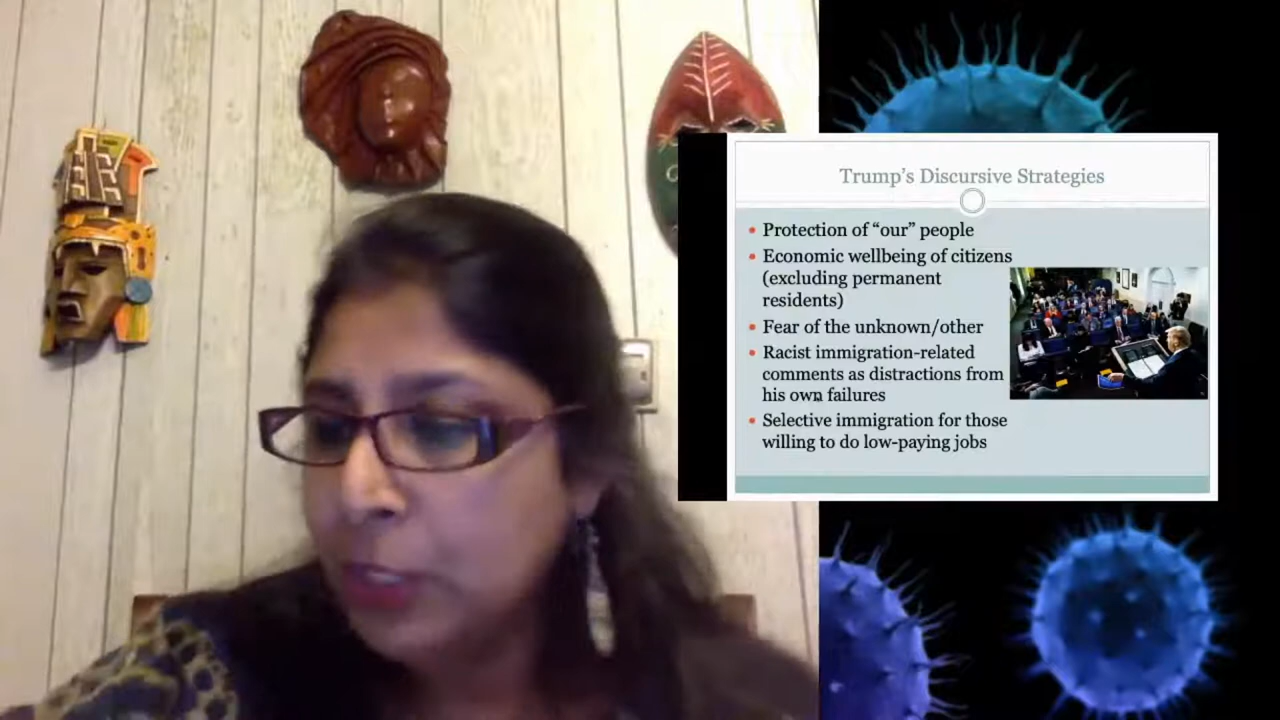 Trump’s Discursive Strategies
• Protection of “our” people
• Economic wellbeing of citizens
(excluding permanent
residents)
• Fear of the unknown/other
• Racist immigration-related
comments as distractions from
his own failures
• Selective immigration for those
willing to do low-paying jobs